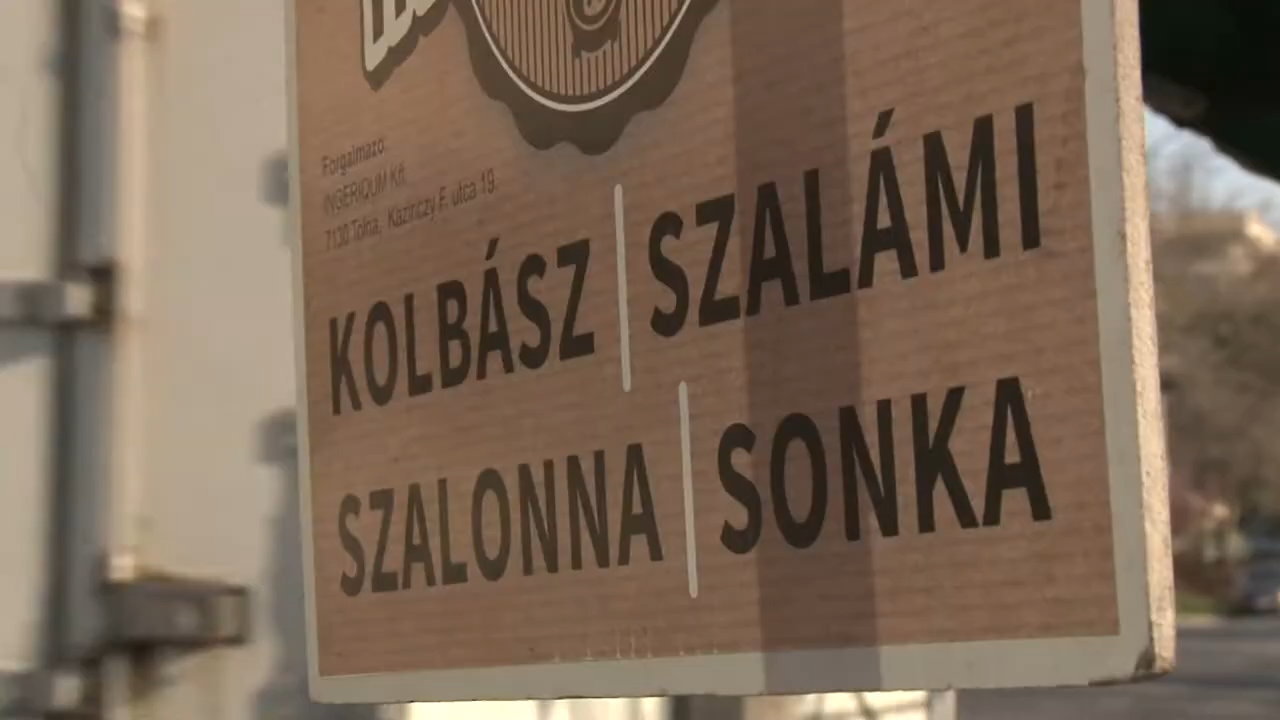 Forgalmazó:
INGERIQUM Kft.
7130 Tolna, Kazinczy F. utca 19.
KOLBÁSZ | SZALÁMI
SZALONNA | SONKA